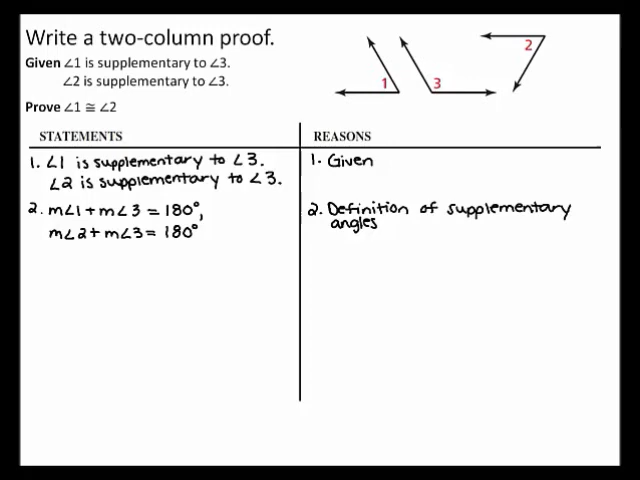 Write a two-column proof.
Given ∠1 is supplementary to ∠3.
∠2 is supplementary to ∠3.
Prove ∠1 ≅ ∠2
1
3
2
STATEMENTS
REASONS
1. ∠1 is supplementary to ∠3.
∠2 is supplementary to ∠3.
1. Given
2. m∠1 + m∠3 = 180°,
m∠2 + m∠3 = 180°
2. Definition of supplementary
angles